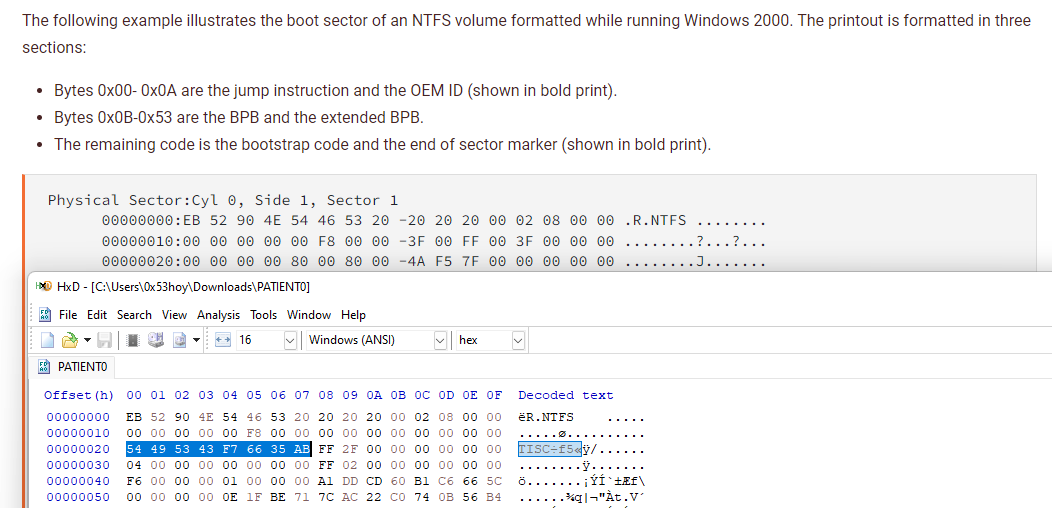 The following example illustrates the boot sector of an NTFS volume formatted while running Windows 2000. The printout is formatted in three
sections:
• Bytes 0x00- 0x0A are the jump instruction and the OEM ID (shown in bold print).
• Bytes 0x0B-0x53 are the BPB and the extended BPB.
• The remaining code is the bootstrap code and the end of sector marker (shown in bold print).
Physical Sector:Cyl 0, Side 1, Sector 1
00000000:EB 52 90 4E 54 46 53 20 -20 20 20 00 02 08 00 00 .R.NTFS ........
00000010:00 00 00 00 00 F8 00 00 -3F 00 FF 00 3F 00 00 00 ........?...?...
00000020:00 00 00 00 80 00 80 00 -4A F5 7F 00 00 00 00 00 ........J.......
HxD - [C:\Users\0x53hoy\Downloads\PATIENT0]
File Edit Search View Analysis Tools Window Help
16 Windows (ANSI) hex
PATIENT0
Offset(h) 00 01 02 03 04 05 06 07 08 09 0A 0B 0C 0D 0E 0F Decoded text
00000000 EB 52 90 4E 54 46 53 20 20 20 20 00 02 08 00 00 ëR.NTFS .....
00000010 00 00 00 00 00 F8 00 00 00 00 00 00 00 00 00 00 .....ø..........
00000020 54 49 53 43 F7 66 35 AB FF 2F 00 00 00 00 00 00 TISC÷f5«ÿ/......
00000030 04 00 00 00 00 00 00 00 FF 02 00 00 00 00 00 00 ........ÿ.......
00000040 F6 00 00 00 01 00 00 00 A1 DD CD 60 B1 C6 66 5C ö.......¡ÝÍ`±Æf\
00000050 00 00 00 00 0E 1F BE 71 7C AC 22 C0 74 0B 56 B4 ......¾q|¬"Àt.V´